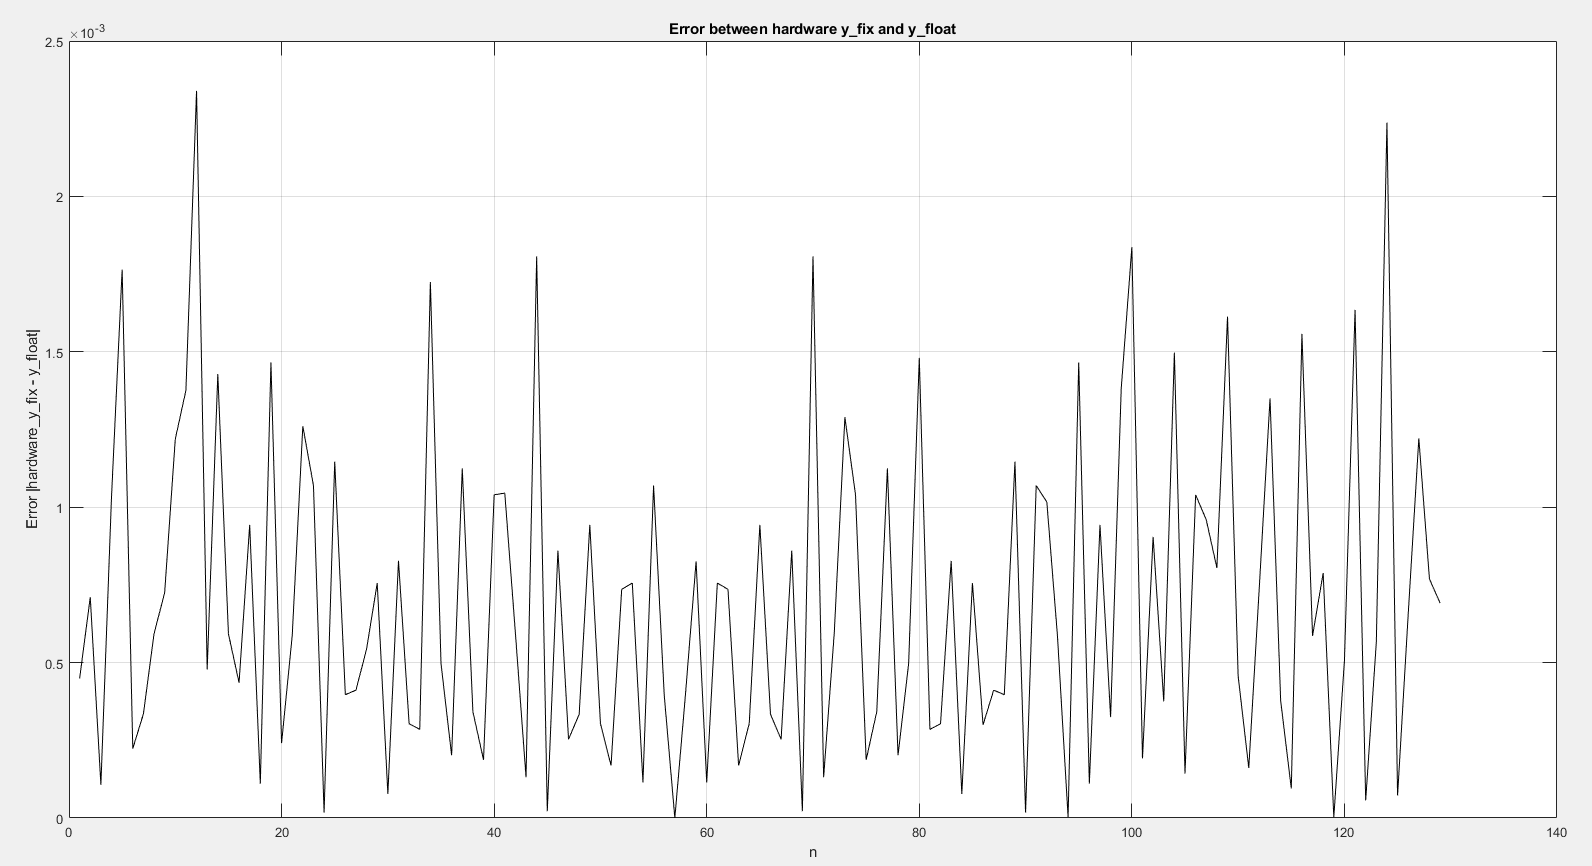 Error between hardware y_fix and y_float
×10-3
2.5
2
1.5
1
0.5
0
Error |hardware_y_fix - y_float|
0 20 40 60 80 100 120 140
n